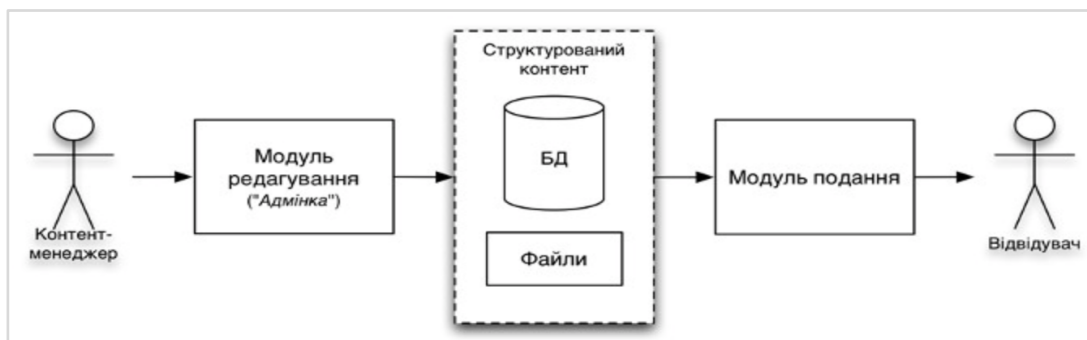 Контент-
менеджер
Модуль
редагування
("Адмінка")
Структурований
контент
БД
Файли
Модуль подання
Відвідувач